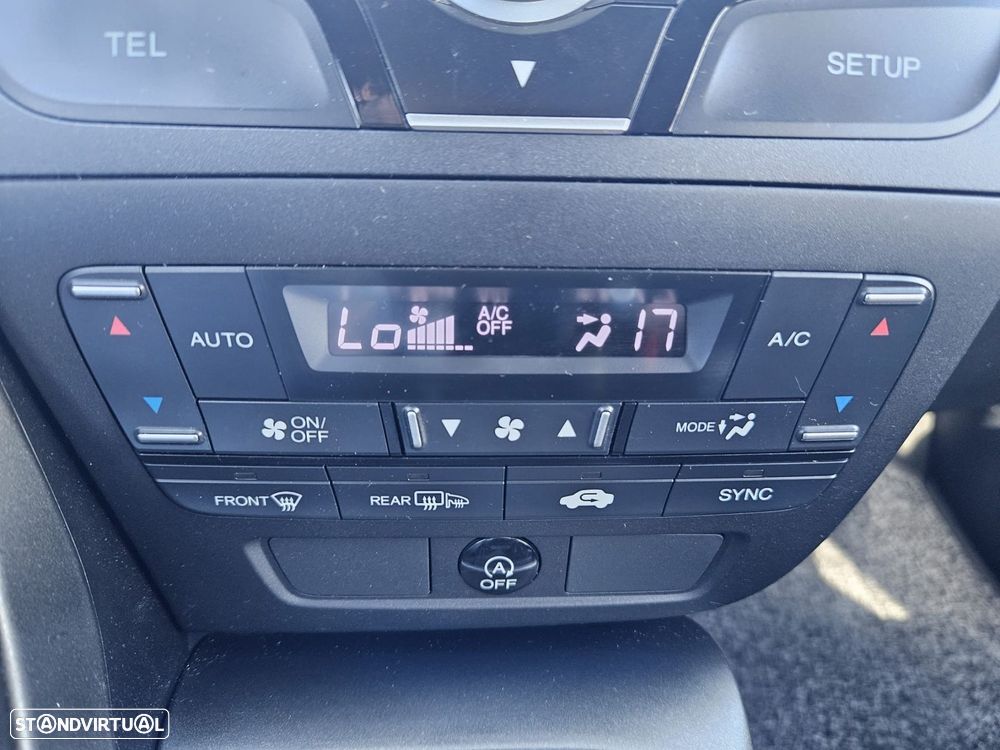 TEL
SETUP
Lo A/C OFF 17
AUTO
A/C
ON/
OFF
MODE
FRONT
REAR
SYNC
A
OFF
STANDVIRTUAL